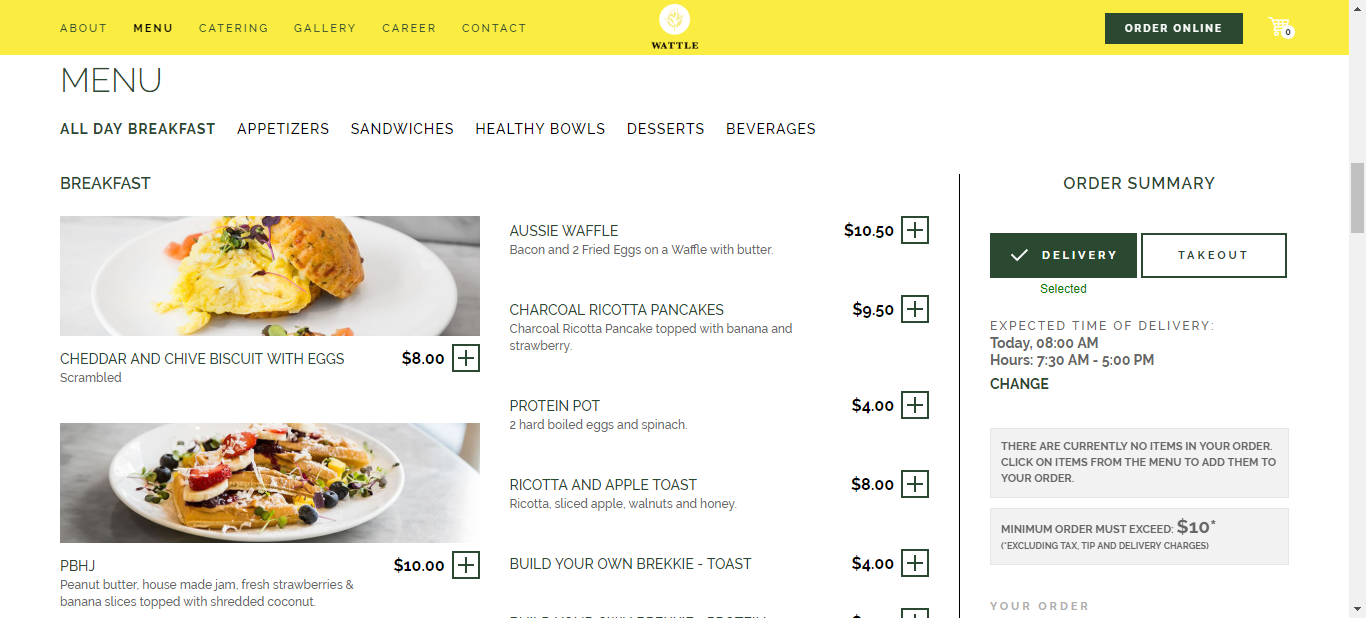 ABOUT MENU CATERING GALLERY CAREER CONTACT
WATTLE
ORDER ONLINE
0
MENU
ALL DAY BREAKFAST APPETIZERS SANDWICHES HEALTHY BOWLS DESSERTS BEVERAGES
BREAKFAST
CHEDDAR AND CHIVE BISCUIT WITH EGGS $8.00
Scrambled
PBHJ $10.00
Peanut butter, house made jam, fresh strawberries &
banana slices topped with shredded coconut.
AUSSIE WAFFLE $10.50
Bacon and 2 Fried Eggs on a Waffle with butter.
CHARCOAL RICOTTA PANCAKES $9.50
Charcoal Ricotta Pancake topped with banana and
strawberry.
PROTEIN POT $4.00
2 hard boiled eggs and spinach.
RICOTTA AND APPLE TOAST $8.00
Ricotta, sliced apple, walnuts and honey.
BUILD YOUR OWN BREKKIE - TOAST $4.00
ORDER SUMMARY
DELIVERY TAKEOUT
Selected
EXPECTED TIME OF DELIVERY:
Today, 08:00 AM
Hours: 7:30 AM - 5:00 PM
CHANGE
THERE ARE CURRENTLY NO ITEMS IN YOUR ORDER.
CLICK ON ITEMS FROM THE MENU TO ADD THEM TO
YOUR ORDER.
MINIMUM ORDER MUST EXCEED: $10*
(*EXCLUDING TAX, TIP AND DELIVERY CHARGES)
YOUR ORDER